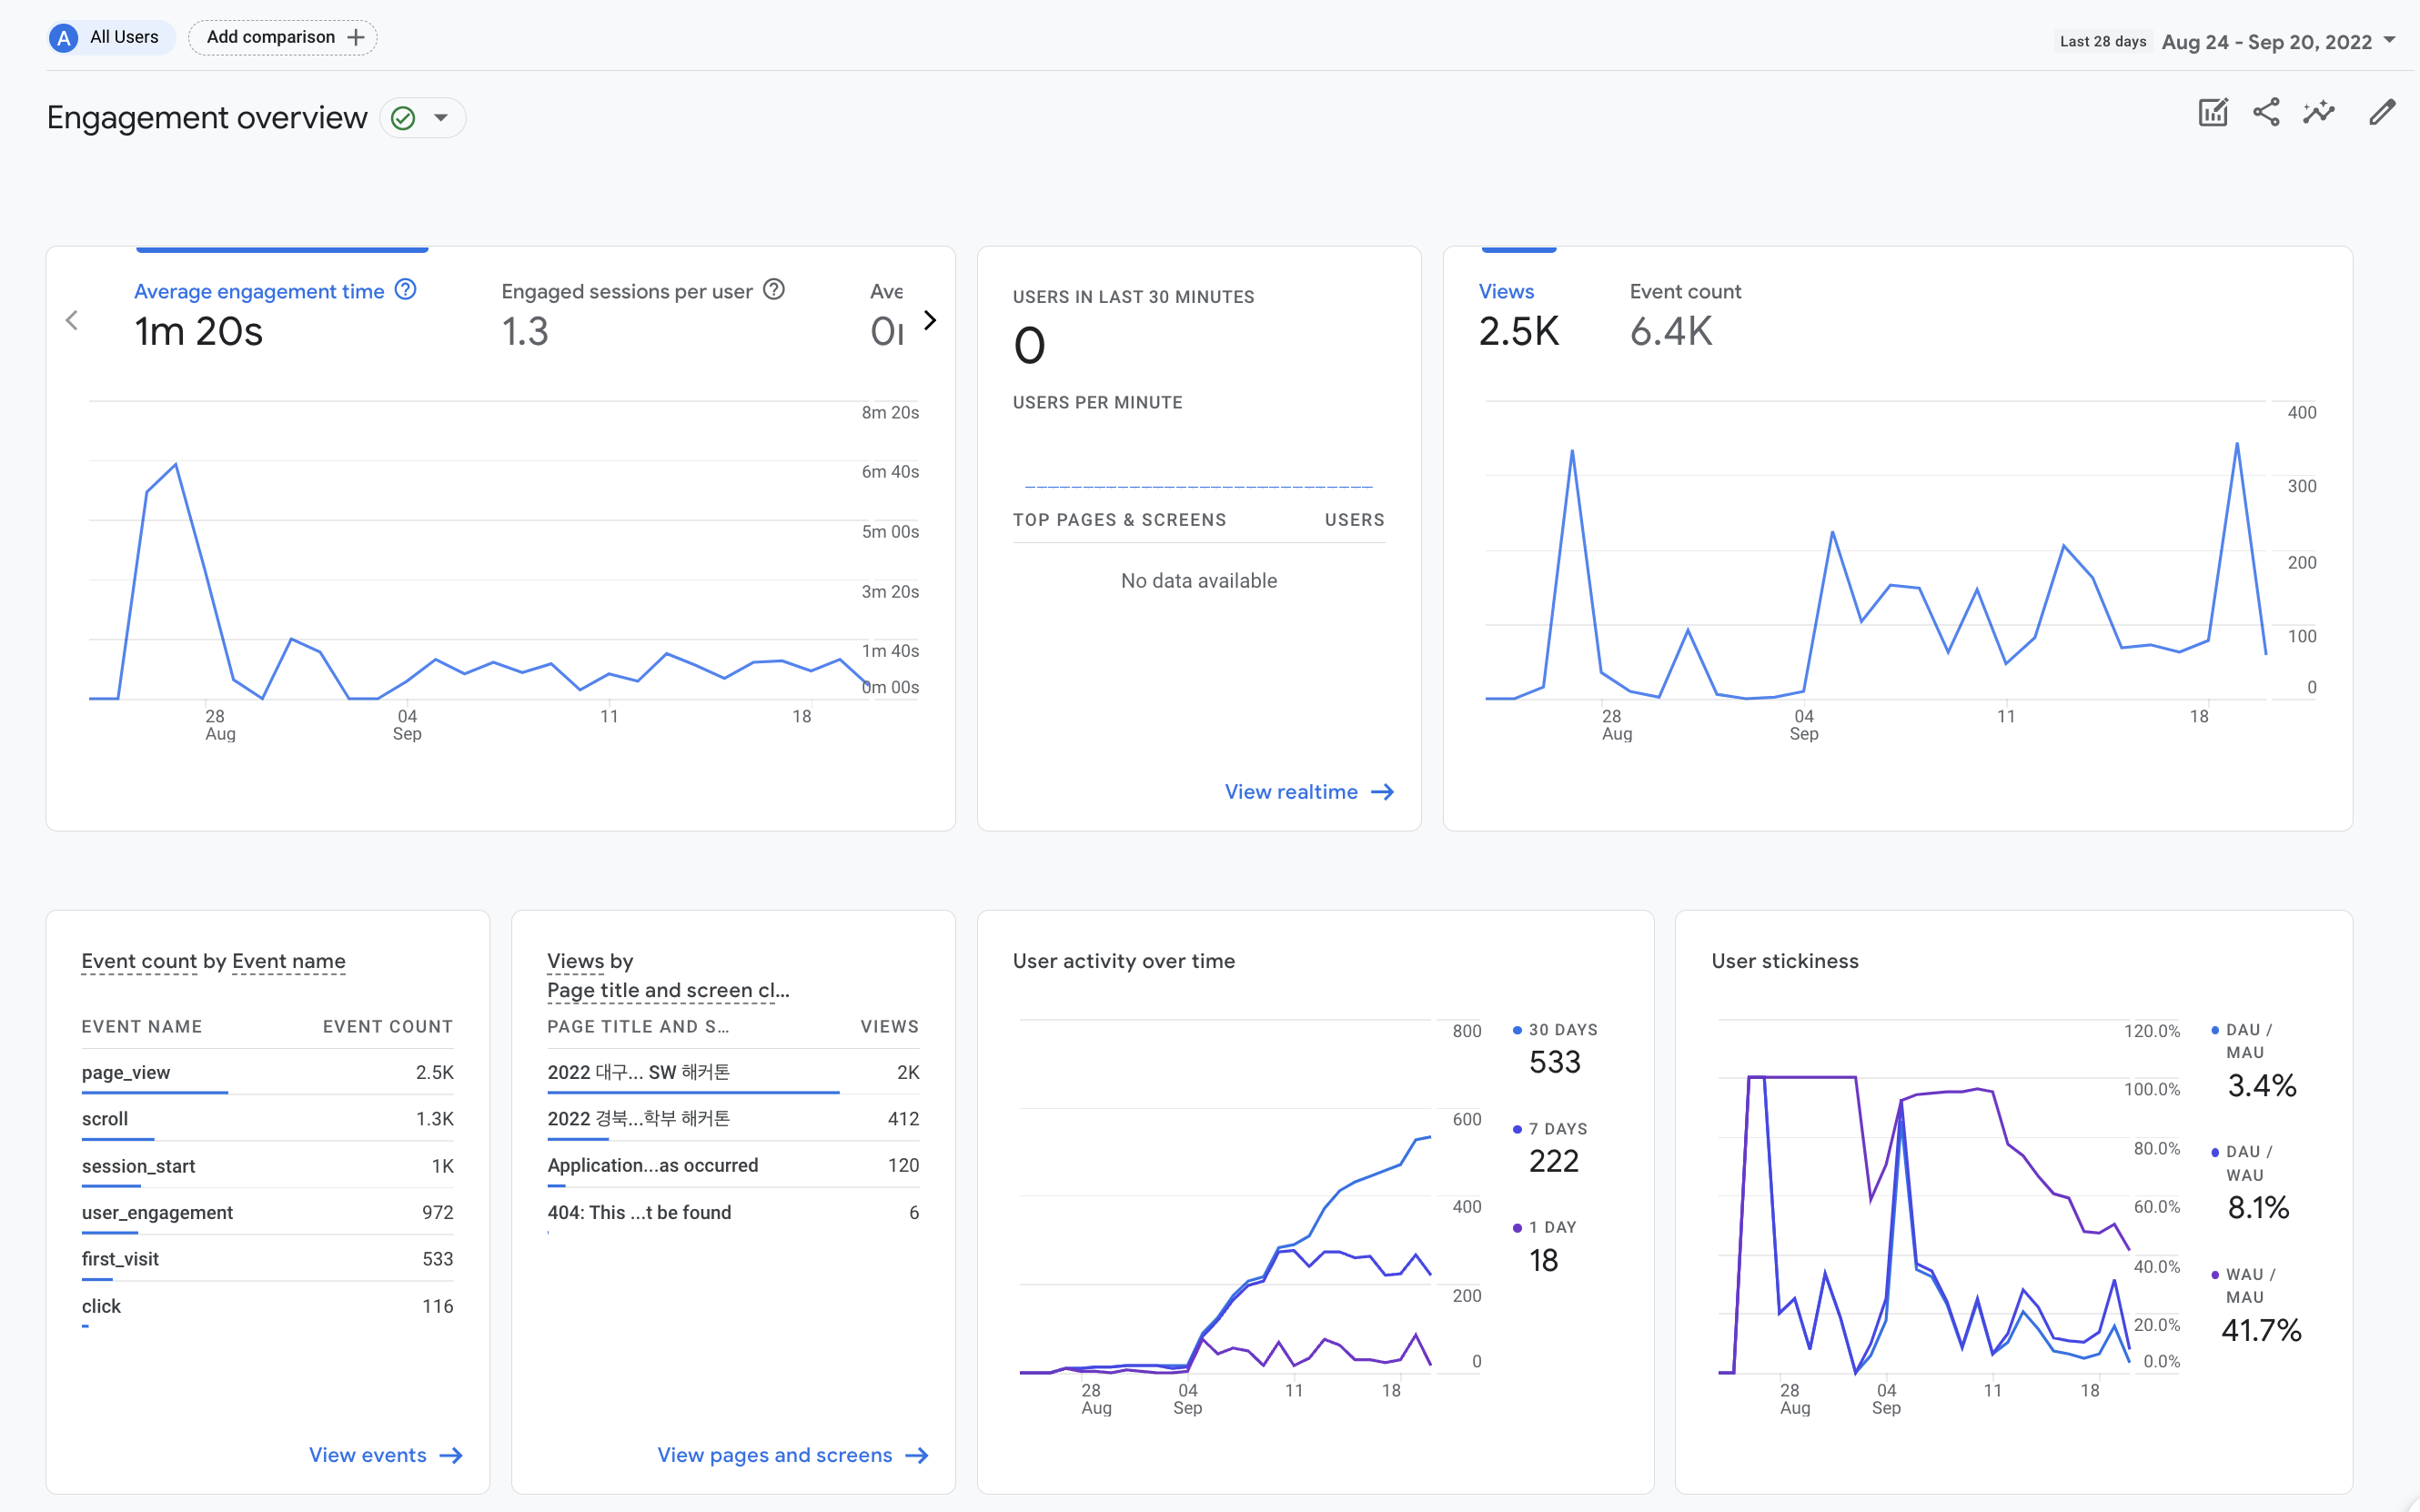 A All Users
Add comparison
Last 28 days Aug 24 - Sep 20, 2022
Engagement overview
Average engagement time
1m 20s
Engaged sessions per user
1.3
Ave
8m 20s
6m 40s
5m 00s
3m 20s
1m 40s
0m 00s
28
Aug
04
Sep
11
18
USERS IN LAST 30 MINUTES
0
USERS PER MINUTE
TOP PAGES & SCREENS USERS
No data available
View realtime
Views
2.5K
Event count
6.4K
400
300
200
100
0
28
Aug
04
Sep
11
18
Event count by Event name
EVENT NAME EVENT COUNT
page_view 2.5K
scroll 1.3K
session_start 1K
user_engagement 972
first_visit 533
click 116
View events
Views by
Page title and screen cl...
PAGE TITLE AND S... VIEWS
2022 대구... SW 해커톤 2K
2022 경북...학부 해커톤 412
Application...as occurred 120
404: This ...t be found 6
View pages and screens
User activity over time
800
600
400
200
0
28
Aug
04
Sep
11
18
30 DAYS
533
7 DAYS
222
1 DAY
18
User stickiness
120.0%
100.0%
80.0%
60.0%
40.0%
20.0%
0.0%
28
Aug
04
Sep
11
18
DAU /
MAU
3.4%
DAU /
WAU
8.1%
WAU /
MAU
41.7%